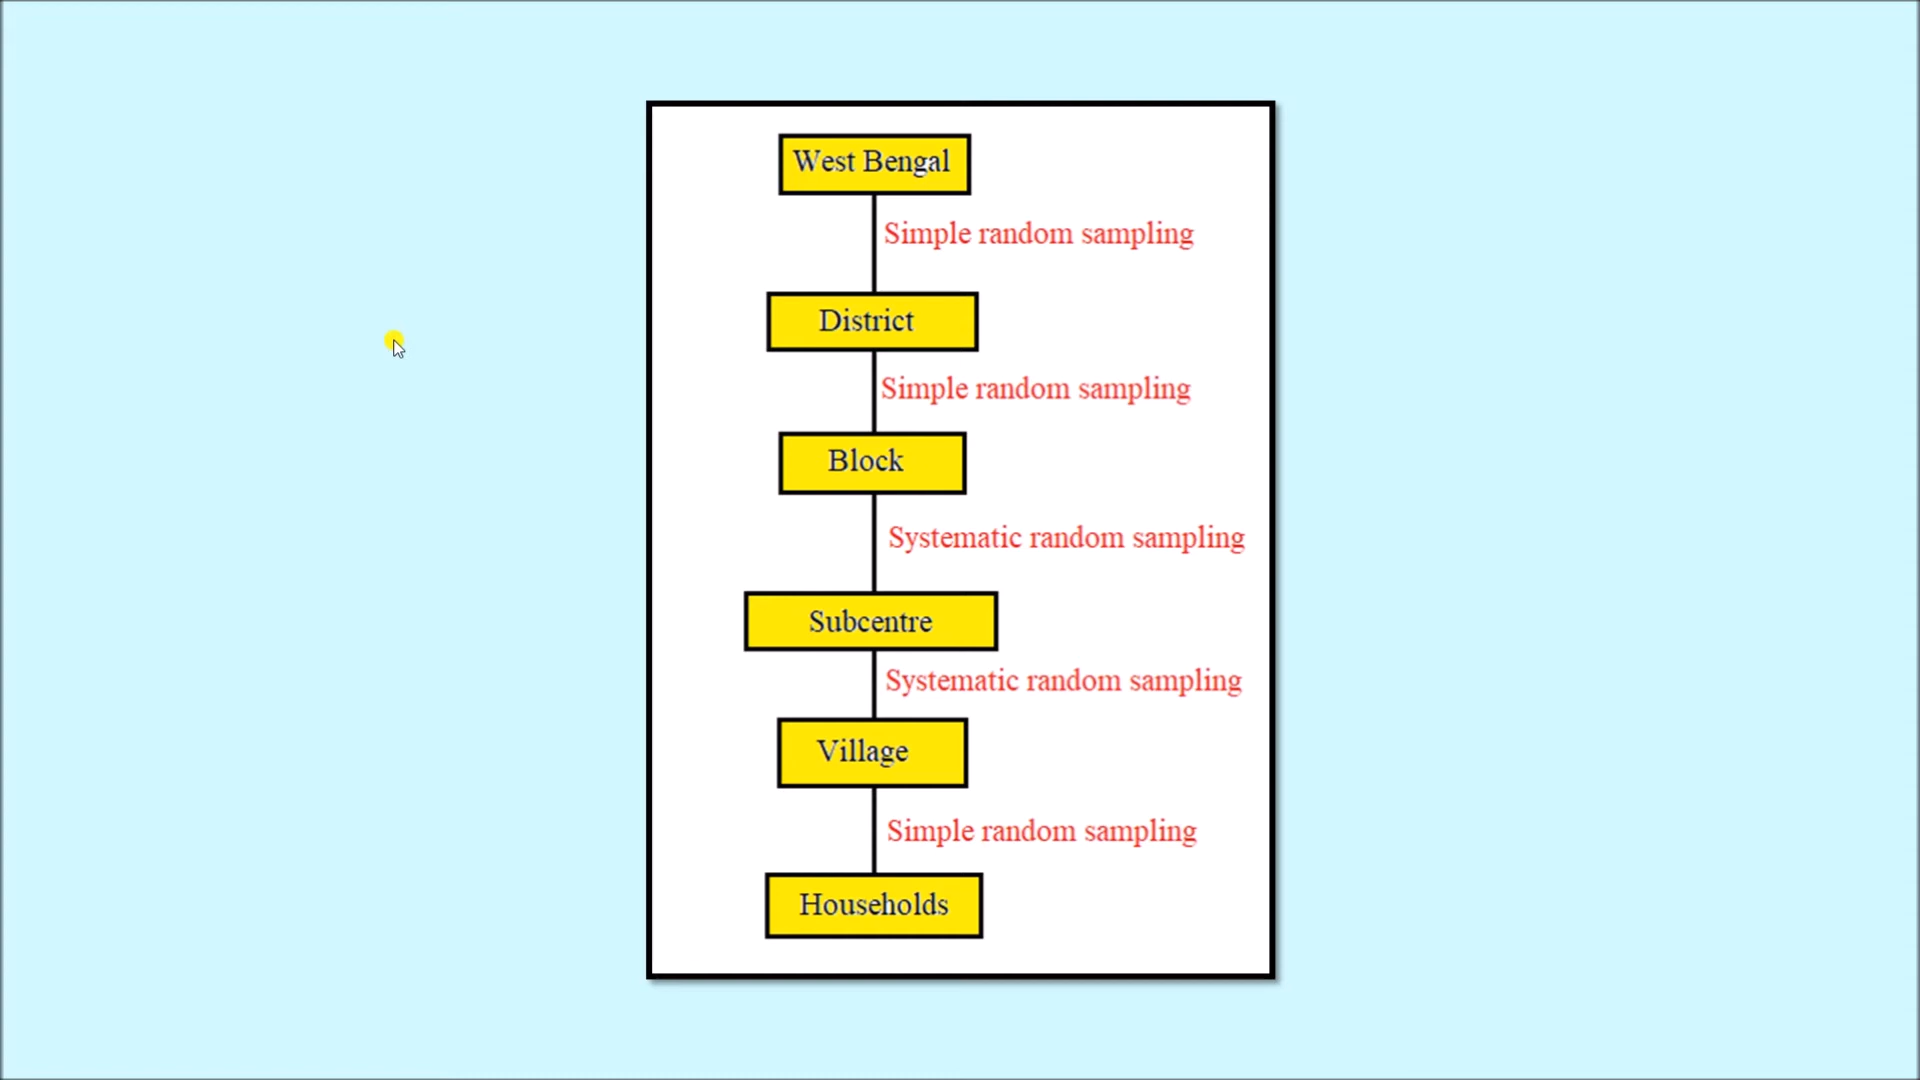 West Bengal
Simple random sampling
District
Simple random sampling
Block
Systematic random sampling
Subcentre
Systematic random sampling
Village
Simple random sampling
Households